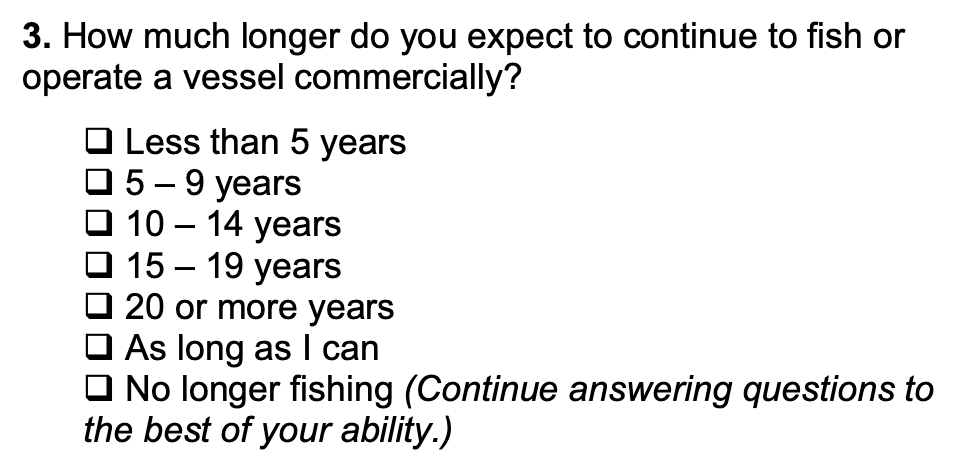 3. How much longer do you expect to continue to fish or
operate a vessel commercially?
❑ Less than 5 years
❑ 5 – 9 years
❑ 10 – 14 years
❑ 15 – 19 years
❑ 20 or more years
❑ As long as I can
❑ No longer fishing (Continue answering questions to
the best of your ability.)